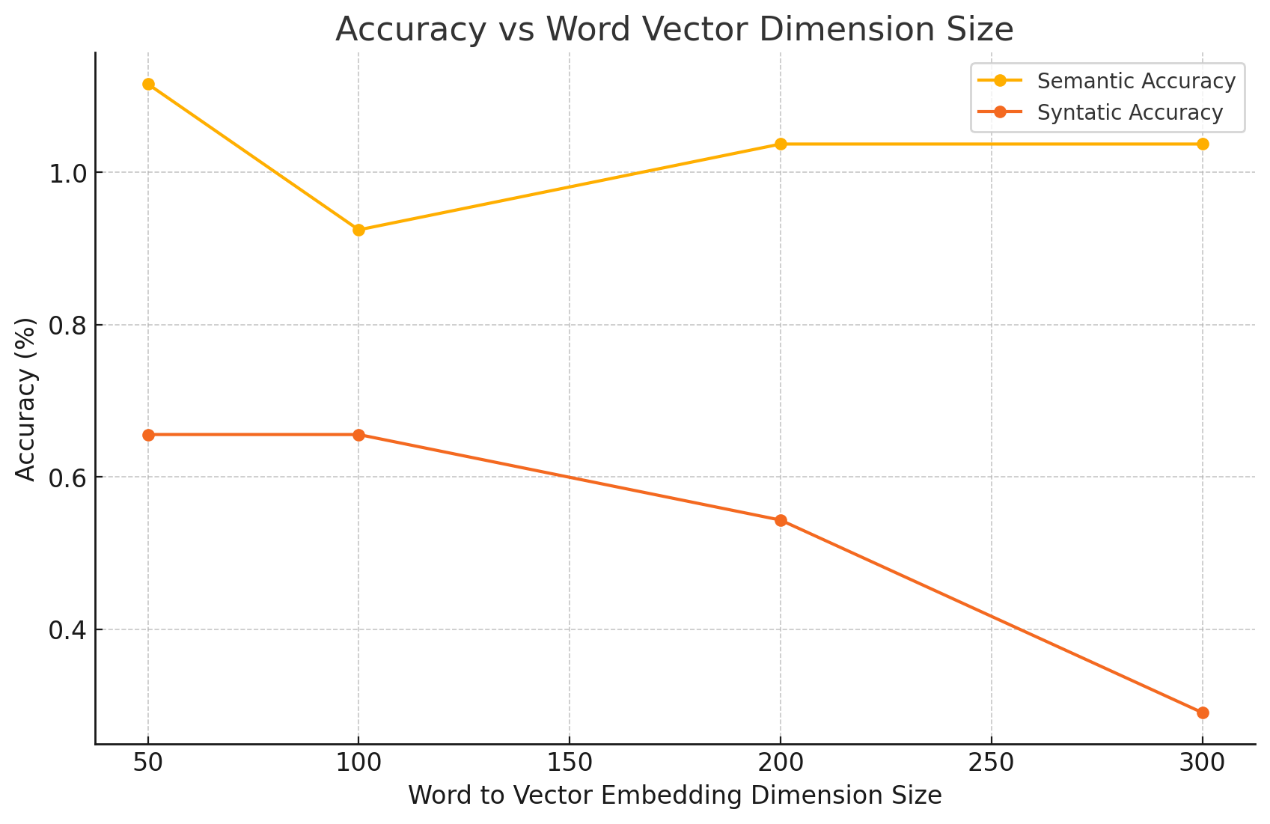 Accuracy vs Word Vector Dimension Size
Semantic Accuracy
Syntatic Accuracy
Accuracy (%)
1.0
0.8
0.6
0.4
50 100 150 200 250 300
Word to Vector Embedding Dimension Size